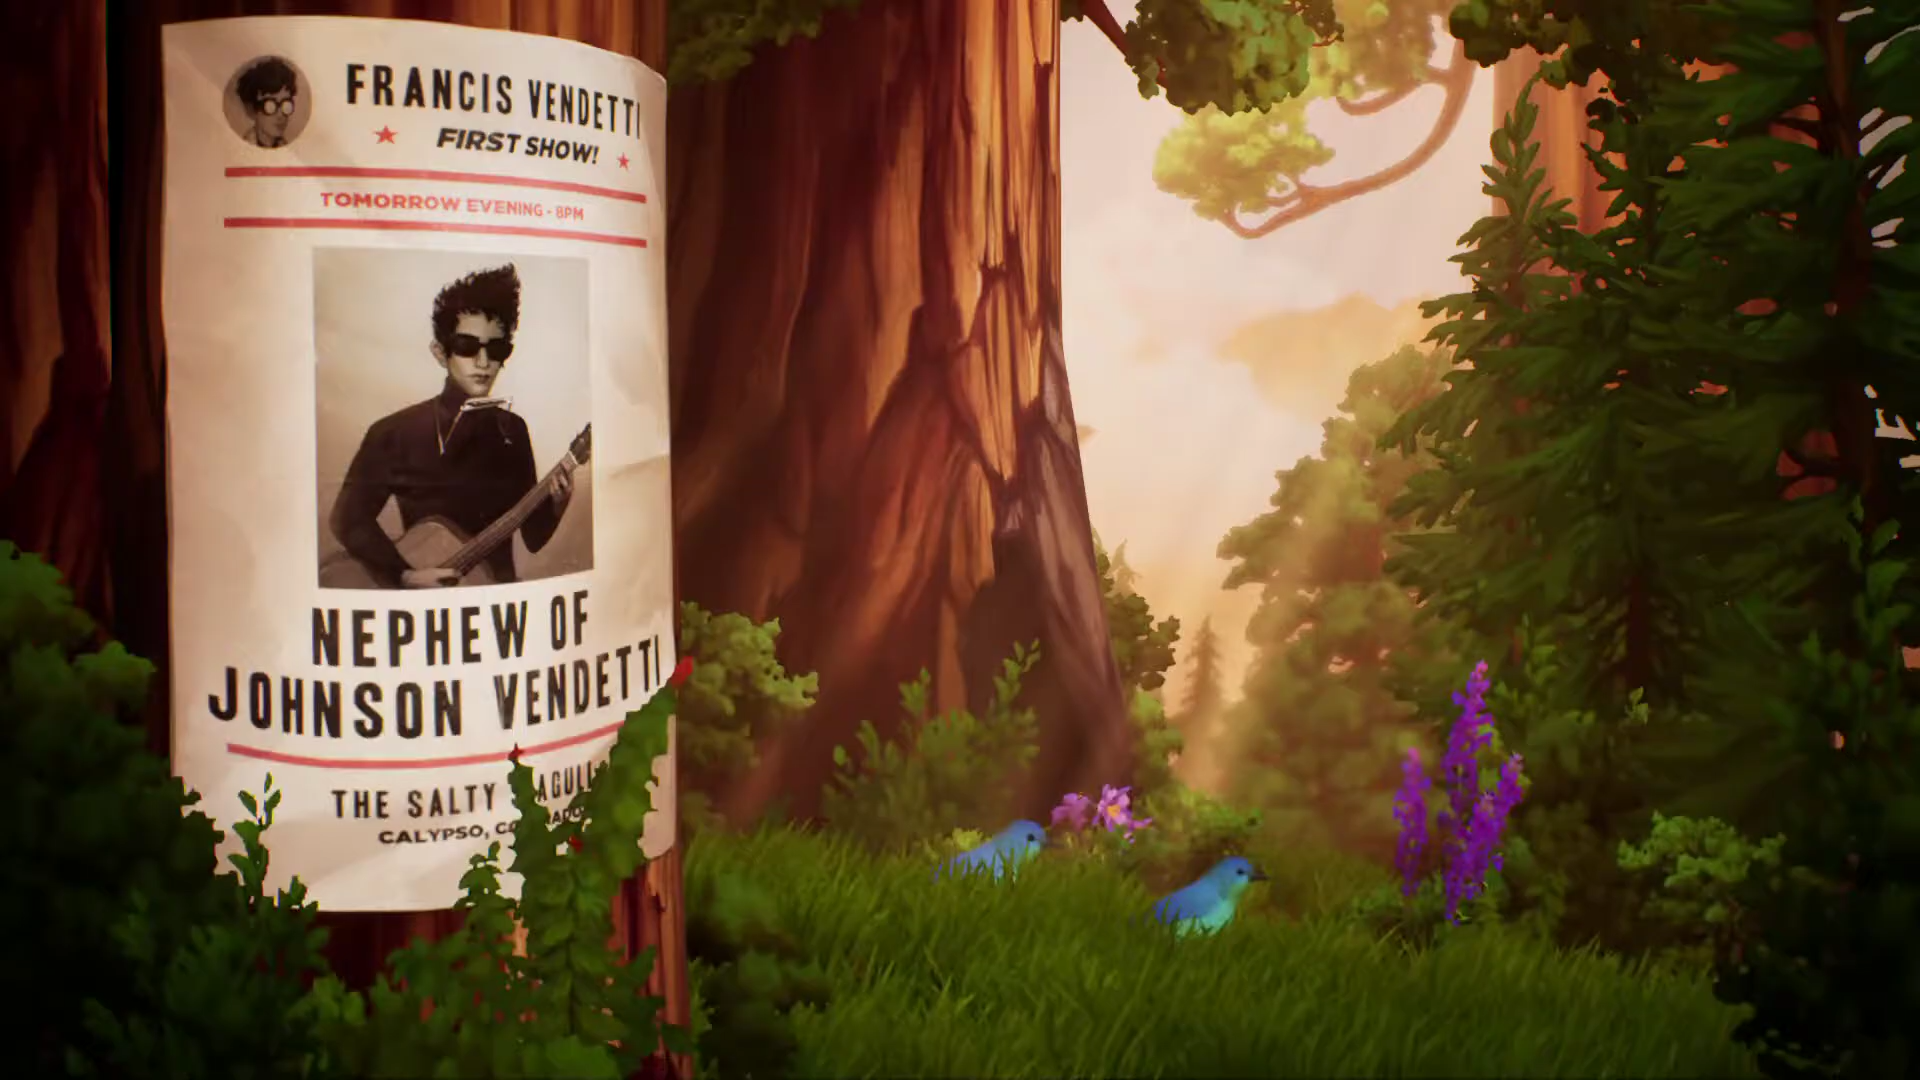 FRANCIS VENDETTI
FIRST SHOW!
TOMORROW EVENING - 8PM
NEPHEW OF
JOHNSON VENDETTI
THE SALTY
CALYPSO,